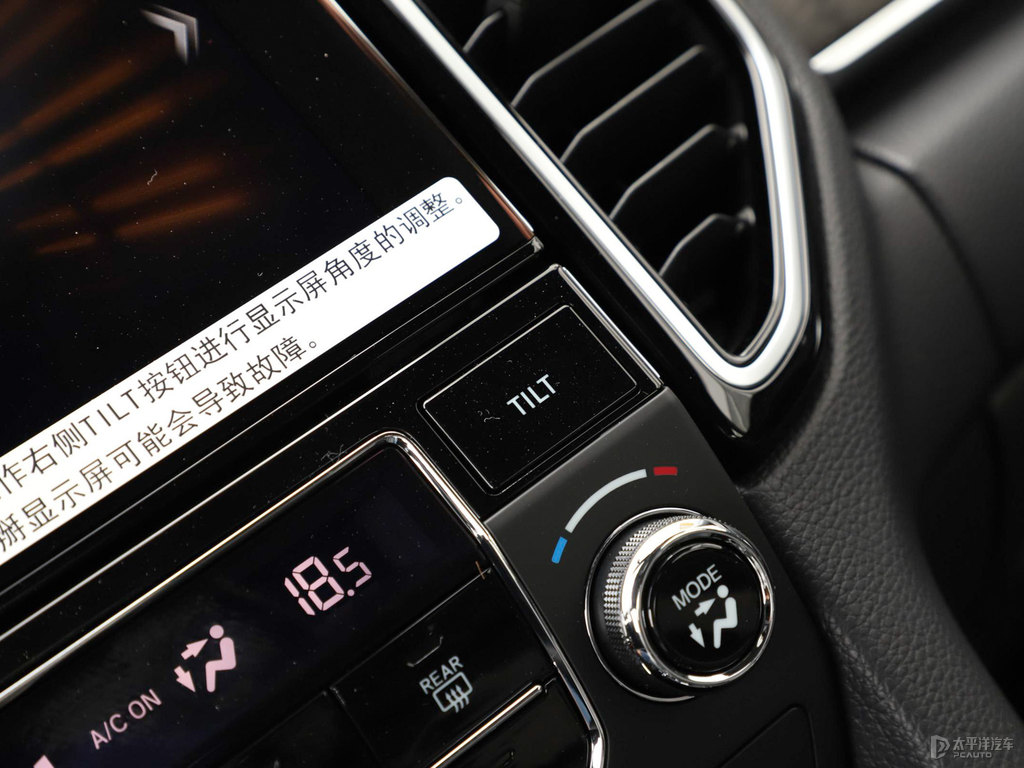 作右侧TILT按钮进行显示屏角度的调整。
掰显示屏可能会导致故障。
TILT
18.5
MODE
A/C ON
REAR
太平洋汽车
PCAUTO